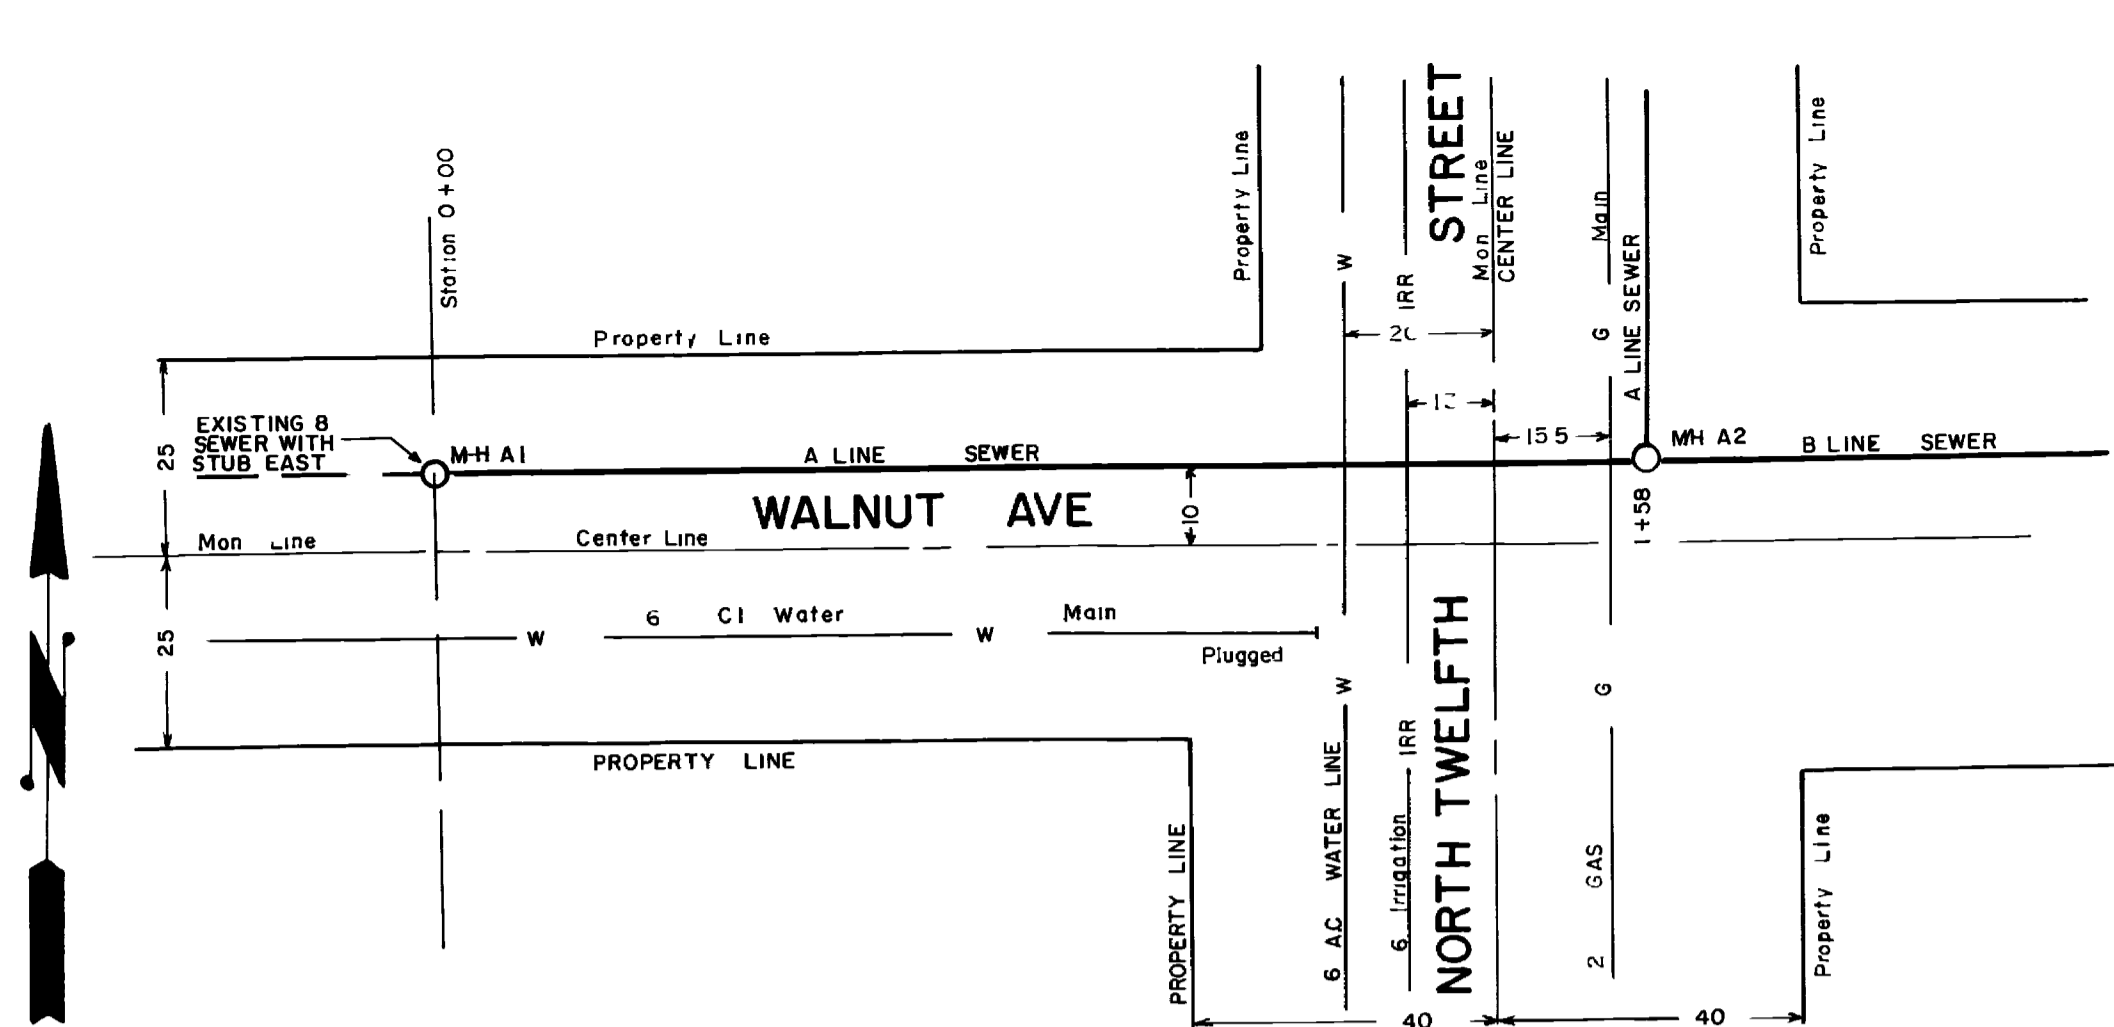 Station 0+00
Property Line
STREET
Mon Line
CENTER LINE
Main
Property Line
W
IRR
G
A LINE SEWER
Property Line
EXISTING 8
SEWER WITH
STUB EAST
25
M-H A1
A LINE SEWER
15 5
MH A2
B LINE SEWER
WALNUT AVE
10
1+58
Mon Line
Center Line
25
6 CI Water Main
W
W
Plugged
W
G
IRR
PROPERTY LINE
PROPERTY LINE
6 AC WATER LINE
6 Irrigation
NORTH TWELFTH
2 GAS
Property Line
40
40